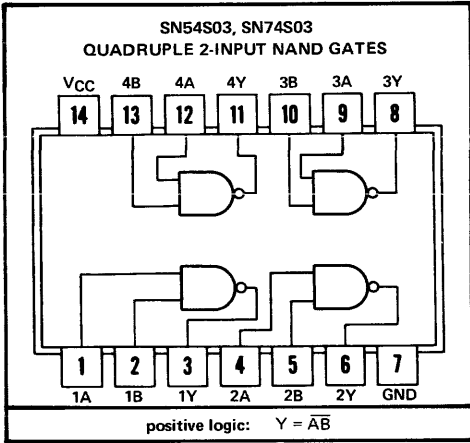 SN54S03, SN74S03
QUADRUPLE 2-INPUT NAND GATES
VCC 4B 4A 4Y 3B 3A 3Y
14 13 12 11 10 9 8
1 2 3 4 5 6 7
1A 1B 1Y 2A 2B 2Y GND
positive logic: Y = A̅B̅